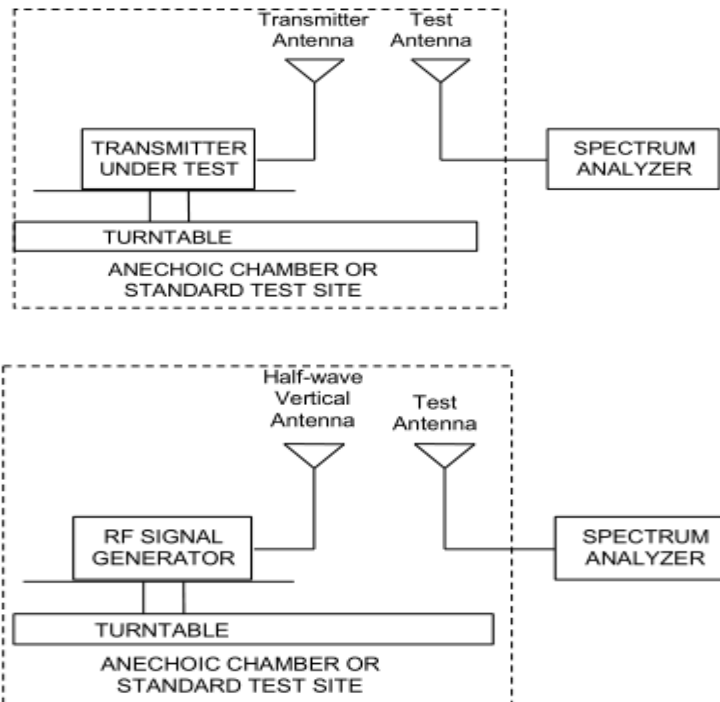 Transmitter
Antenna
Test
Antenna
TRANSMITTER
UNDER TEST
SPECTRUM
ANALYZER
TURNTABLE
ANECHOIC CHAMBER OR
STANDARD TEST SITE
Half-wave
Vertical
Antenna
Test
Antenna
RF SIGNAL
GENERATOR
SPECTRUM
ANALYZER
TURNTABLE
ANECHOIC CHAMBER OR
STANDARD TEST SITE